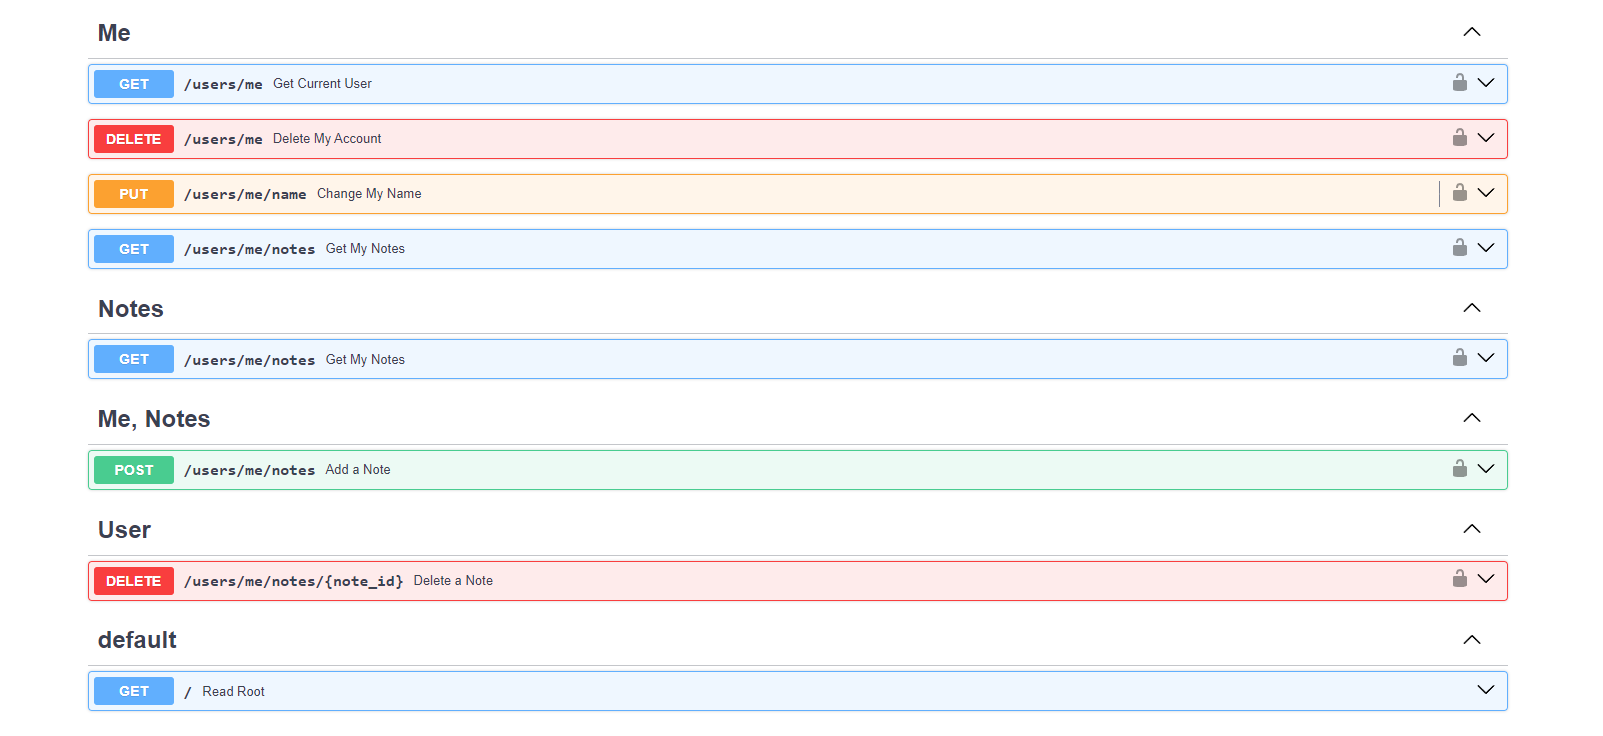 Me
GET /users/me Get Current User
DELETE /users/me Delete My Account
PUT /users/me/name Change My Name
GET /users/me/notes Get My Notes
Notes
GET /users/me/notes Get My Notes
Me, Notes
POST /users/me/notes Add a Note
User
DELETE /users/me/notes/{note_id} Delete a Note
default
GET / Read Root